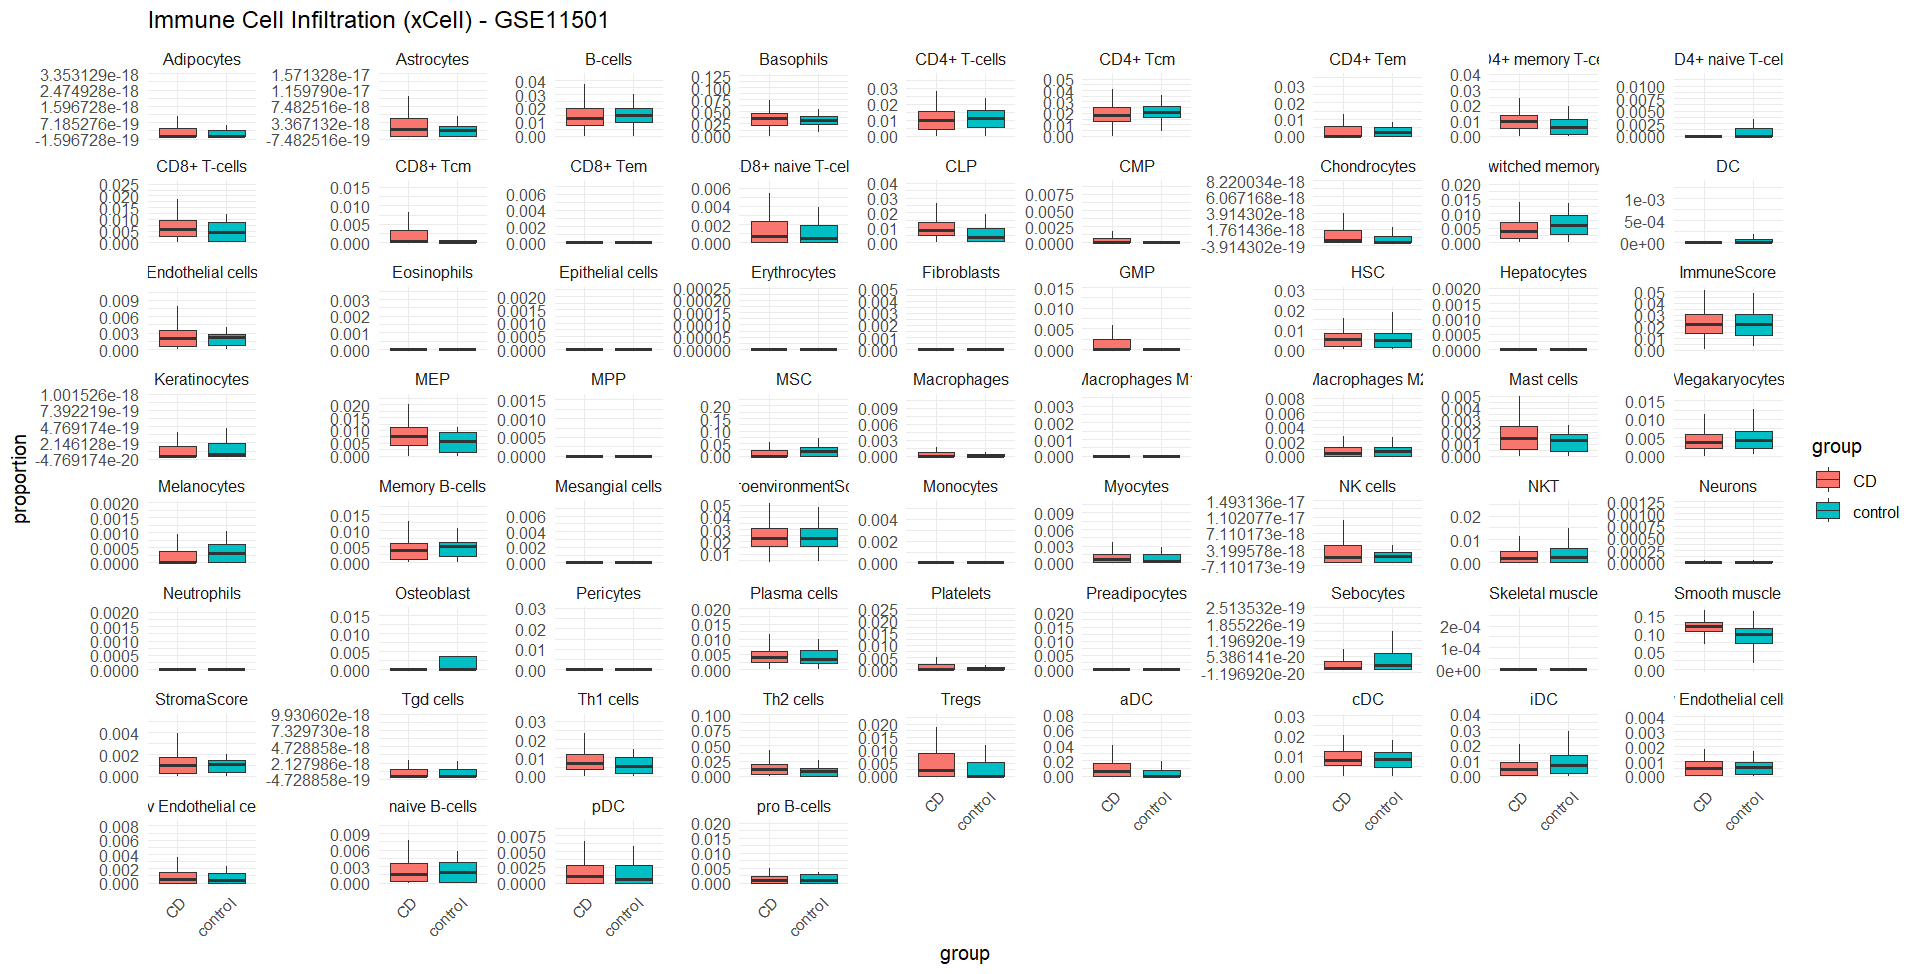 Immune Cell Infiltration (xCell) - GSE11501
Adipocytes
3.353129e-18
2.474928e-18
1.596728e-18
7.185276e-19
-1.596728e-19
Astrocytes
1.571328e-17
1.159790e-17
7.482516e-18
3.367132e-18
-7.482516e-19
B-cells
0.04
0.03
0.02
0.01
0.00
Basophils
0.125
0.100
0.075
0.050
0.025
0.000
CD4+ T-cells
0.03
0.02
0.01
0.00
CD4+ Tcm
0.05
0.04
0.03
0.02
0.01
0.00
CD4+ Tem
0.03
0.02
0.01
0.00
04+ memory T-ce
0.04
0.03
0.02
0.01
0.00
D4+ naive T-cel
0.0100
0.0075
0.0050
0.0025
0.0000
CD8+ T-cells
0.025
0.020
0.015
0.010
0.005
0.000
CD8+ Tcm
0.015
0.010
0.005
0.000
CD8+ Tem
0.006
0.004
0.002
0.000
D8+ naive T-cel
0.006
0.004
0.002
0.000
CLP
0.04
0.03
0.02
0.01
0.00
CMP
0.0075
0.0050
0.0025
0.0000
Chondrocytes
8.220034e-18
6.067168e-18
3.914302e-18
1.761436e-18
-3.914302e-19
witched memory
0.020
0.015
0.010
0.005
0.000
DC
1e-03
5e-04
0e+00
Endothelial cells
0.009
0.006
0.003
0.000
Eosinophils
0.003
0.002
0.001
0.000
Epithelial cells
0.0020
0.0015
0.0010
0.0005
0.0000
Erythrocytes
0.00025
0.00020
0.00015
0.00010
0.00005
0.00000
Fibroblasts
0.005
0.004
0.003
0.002
0.001
0.000
GMP
0.015
0.010
0.005
0.000
HSC
0.03
0.02
0.01
0.00
Hepatocytes
0.0020
0.0015
0.0010
0.0005
0.0000
ImmuneScore
0.05
0.04
0.03
0.02
0.01
0.00
Keratinocytes
1.001526e-18
7.392219e-19
4.769174e-19
2.146128e-19
-4.769174e-20
MEP
0.020
0.015
0.010
0.005
0.000
MPP
0.0015
0.0010
0.0005
0.0000
MSC
0.20
0.15
0.10
0.05
0.00
Macrophages
0.009
0.006
0.003
0.000
Macrophages M1
0.003
0.002
0.001
0.000
Macrophages M2
0.008
0.006
0.004
0.002
0.000
Mast cells
0.005
0.004
0.003
0.002
0.001
0.000
Megakaryocytes
0.015
0.010
0.005
0.000
Melanocytes
0.0020
0.0015
0.0010
0.0005
0.0000
Memory B-cells
0.015
0.010
0.005
0.000
Mesangial cells
0.006
0.004
0.002
0.000
roenvironmentSc
0.05
0.04
0.03
0.02
0.01
Monocytes
0.004
0.002
0.000
Myocytes
0.009
0.006
0.003
0.000
NK cells
1.493136e-17
1.102077e-17
7.110173e-18
3.199578e-18
-7.110173e-19
NKT
0.02
0.01
0.00
Neurons
0.00125
0.00100
0.00075
0.00050
0.00025
0.00000
Neutrophils
0.0020
0.0015
0.0010
0.0005
0.0000
Osteoblast
0.015
0.010
0.005
0.000
Pericytes
0.03
0.02
0.01
0.00
Plasma cells
0.020
0.015
0.010
0.005
0.000
Platelets
0.025
0.020
0.015
0.010
0.005
0.000
Preadipocytes
0.020
0.015
0.010
0.005
0.000
Sebocytes
2.513532e-19
1.855226e-19
1.196920e-19
5.386141e-20
-1.196920e-20
Skeletal muscle
2e-04
1e-04
0e+00
Smooth muscle
0.15
0.10
0.05
0.00
StromaScore
0.004
0.002
0.000
Tgd cells
9.930602e-18
7.329730e-18
4.728858e-18
2.127986e-18
-4.728858e-19
Th1 cells
0.03
0.02
0.01
0.00
Th2 cells
0.100
0.075
0.050
0.025
0.000
Tregs
0.020
0.015
0.010
0.005
0.000
aDC
0.08
0.06
0.04
0.02
0.00
cDC
0.03
0.02
0.01
0.00
iDC
0.04
0.03
0.02
0.01
0.00
Endothelial cell
0.004
0.003
0.002
0.001
0.000
v Endothelial ce
0.008
0.006
0.004
0.002
0.000
naive B-cells
0.009
0.006
0.003
0.000
pDC
0.0075
0.0050
0.0025
0.0000
pro B-cells
0.020
0.015
0.010
0.005
0.000
CD
control
CD
control
CD
control
CD
control
CD
control
CD
control
CD
control
CD
control
CD
control
proportion
group
group
CD
control